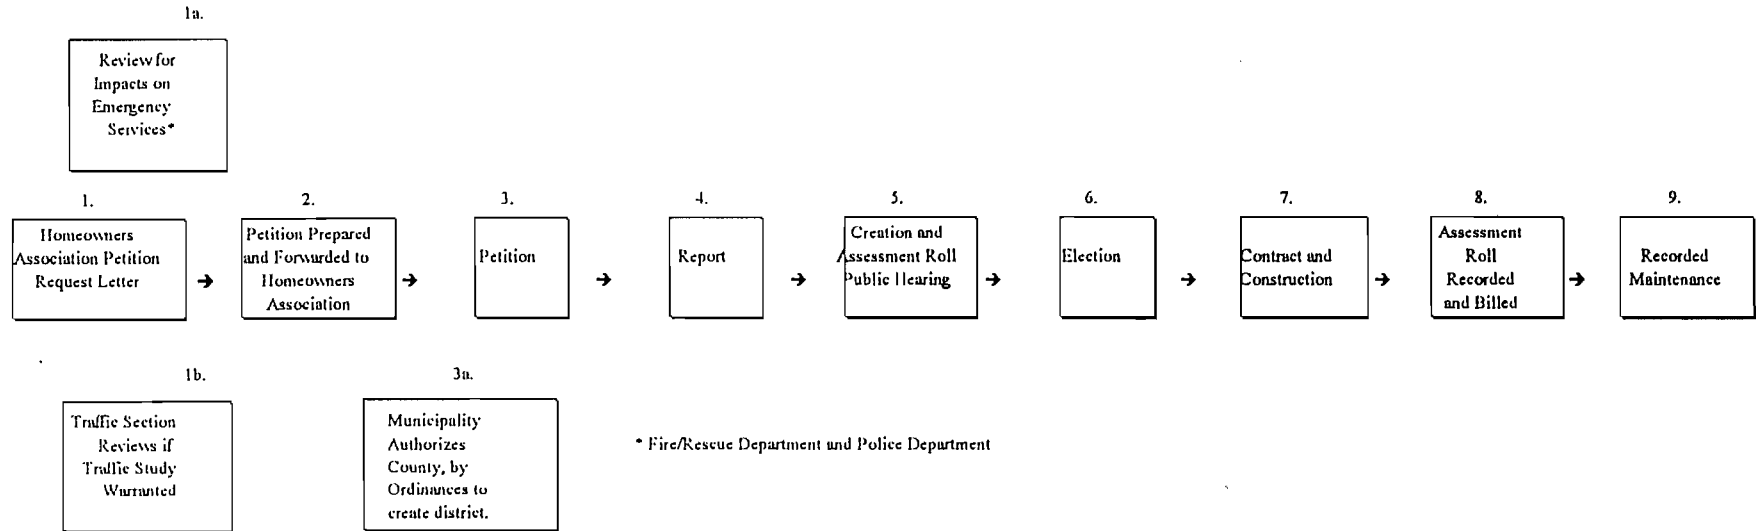 1a.
Review for
Impacts on
Emergency
Services*
1.
Homeowners
Association Petition
Request Letter
→
2.
Petition Prepared
and Forwarded to
Homeowners
Association
→
3.
Petition
→
4.
Report
→
5.
Creation and
Assessment Roll
Public Hearing
→
6.
Election
→
7.
Contract and
Construction
→
8.
Assessment
Roll
Recorded
and Billed
→
9.
Recorded
Maintenance
1b.
Traffic Section
Reviews if
Traffic Study
Warranted
3a.
Municipality
Authorizes
County, by
Ordinances to
create district.
* Fire/Rescue Department and Police Department